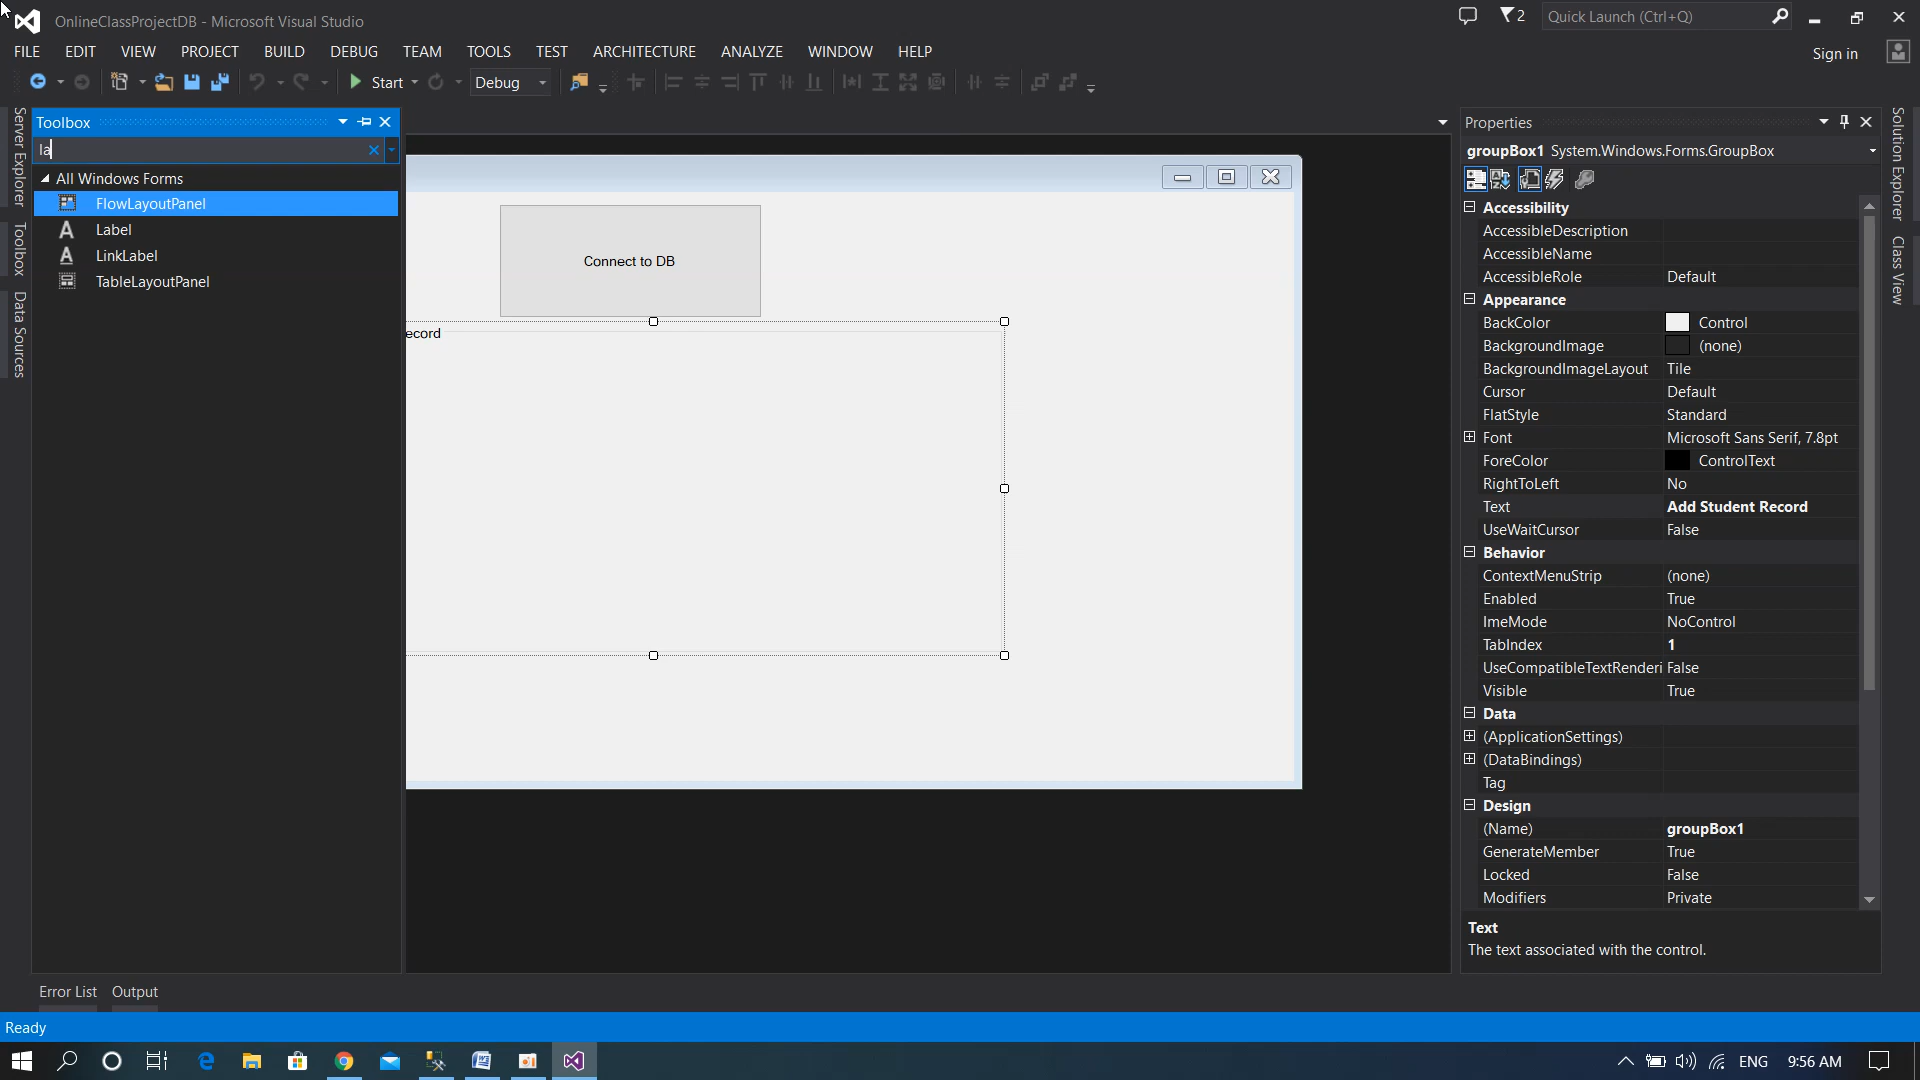 OnlineClassProjectDB - Microsoft Visual Studio
2
Quick Launch (Ctrl+Q)
FILE EDIT VIEW PROJECT BUILD DEBUG TEAM TOOLS TEST ARCHITECTURE ANALYZE WINDOW HELP
Sign in
Start Debug
Server Explorer
Toolbox
Data Sources
Toolbox
la
All Windows Forms
FlowLayoutPanel
Label
LinkLabel
TableLayoutPanel
Connect to DB
ecord
Properties
groupBox1 System.Windows.Forms.GroupBox
Accessibility
AccessibleDescription
AccessibleName
AccessibleRole Default
Appearance
BackColor Control
BackgroundImage (none)
BackgroundImageLayout Tile
Cursor Default
FlatStyle Standard
Font Microsoft Sans Serif, 7.8pt
ForeColor ControlText
RightToLeft No
Text Add Student Record
UseWaitCursor False
Behavior
ContextMenuStrip (none)
Enabled True
ImeMode NoControl
TabIndex 1
UseCompatibleTextRenderi False
Visible True
Data
(ApplicationSettings)
(DataBindings)
Tag
Design
(Name) groupBox1
GenerateMember True
Locked False
Modifiers Private
Text
The text associated with the control.
Solution Explorer
Class View
Error List Output
Ready
ENG 9:56 AM